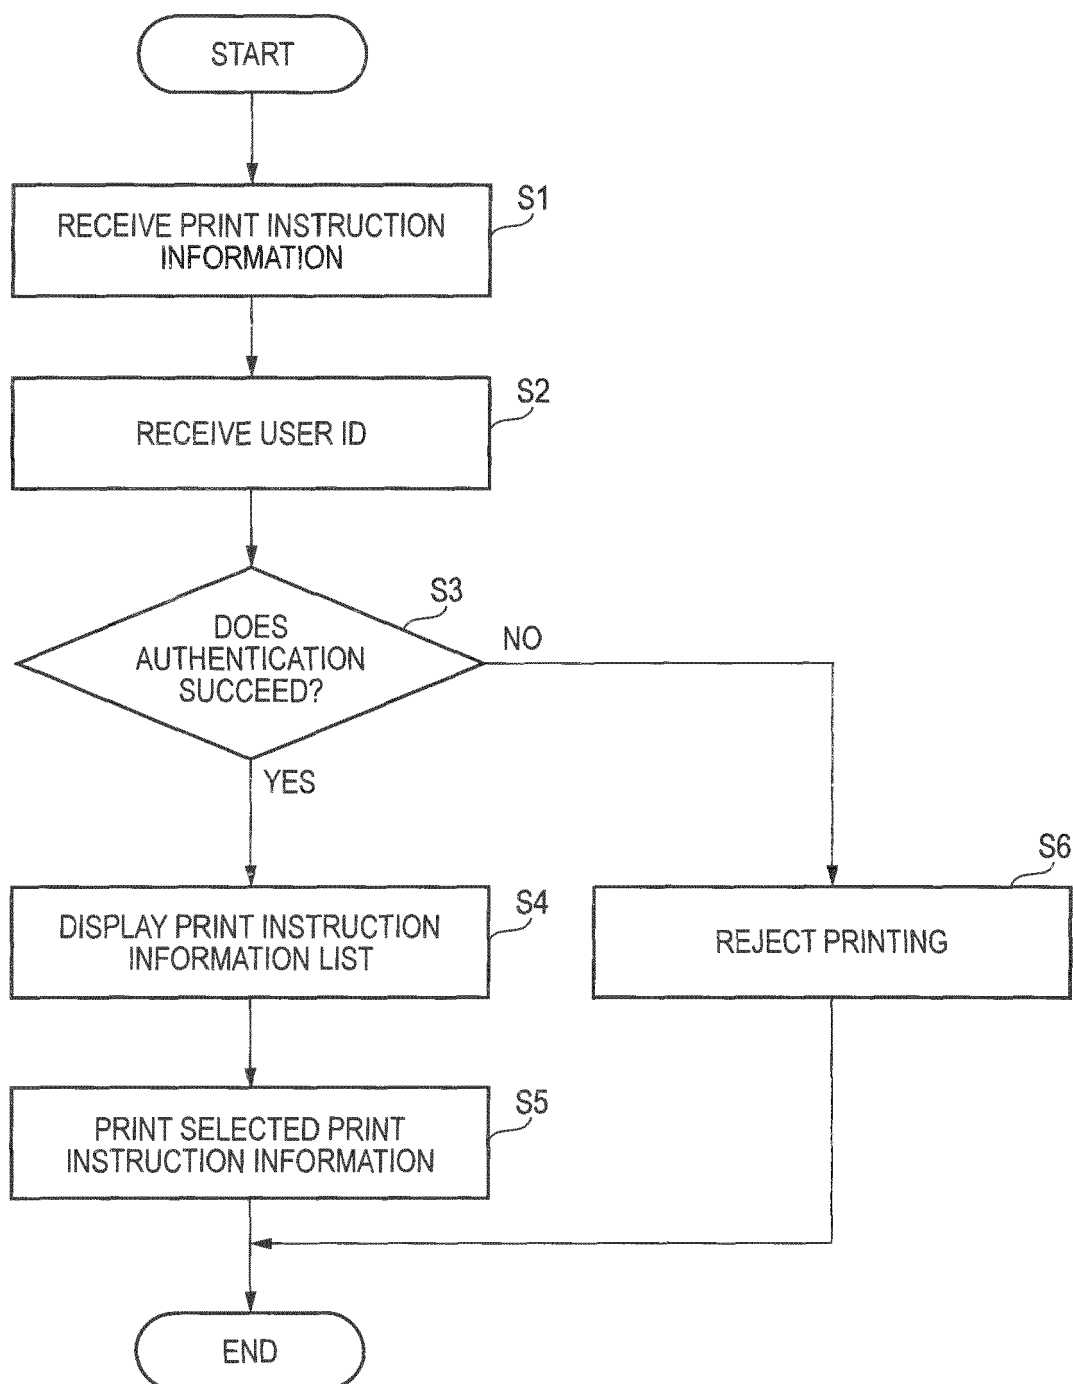 START
S1
RECEIVE PRINT INSTRUCTION
INFORMATION
S2
RECEIVE USER ID
S3
DOES
AUTHENTICATION
SUCCEED?
NO
YES
S4
DISPLAY PRINT INSTRUCTION
INFORMATION LIST
S6
REJECT PRINTING
S5
PRINT SELECTED PRINT
INSTRUCTION INFORMATION
END